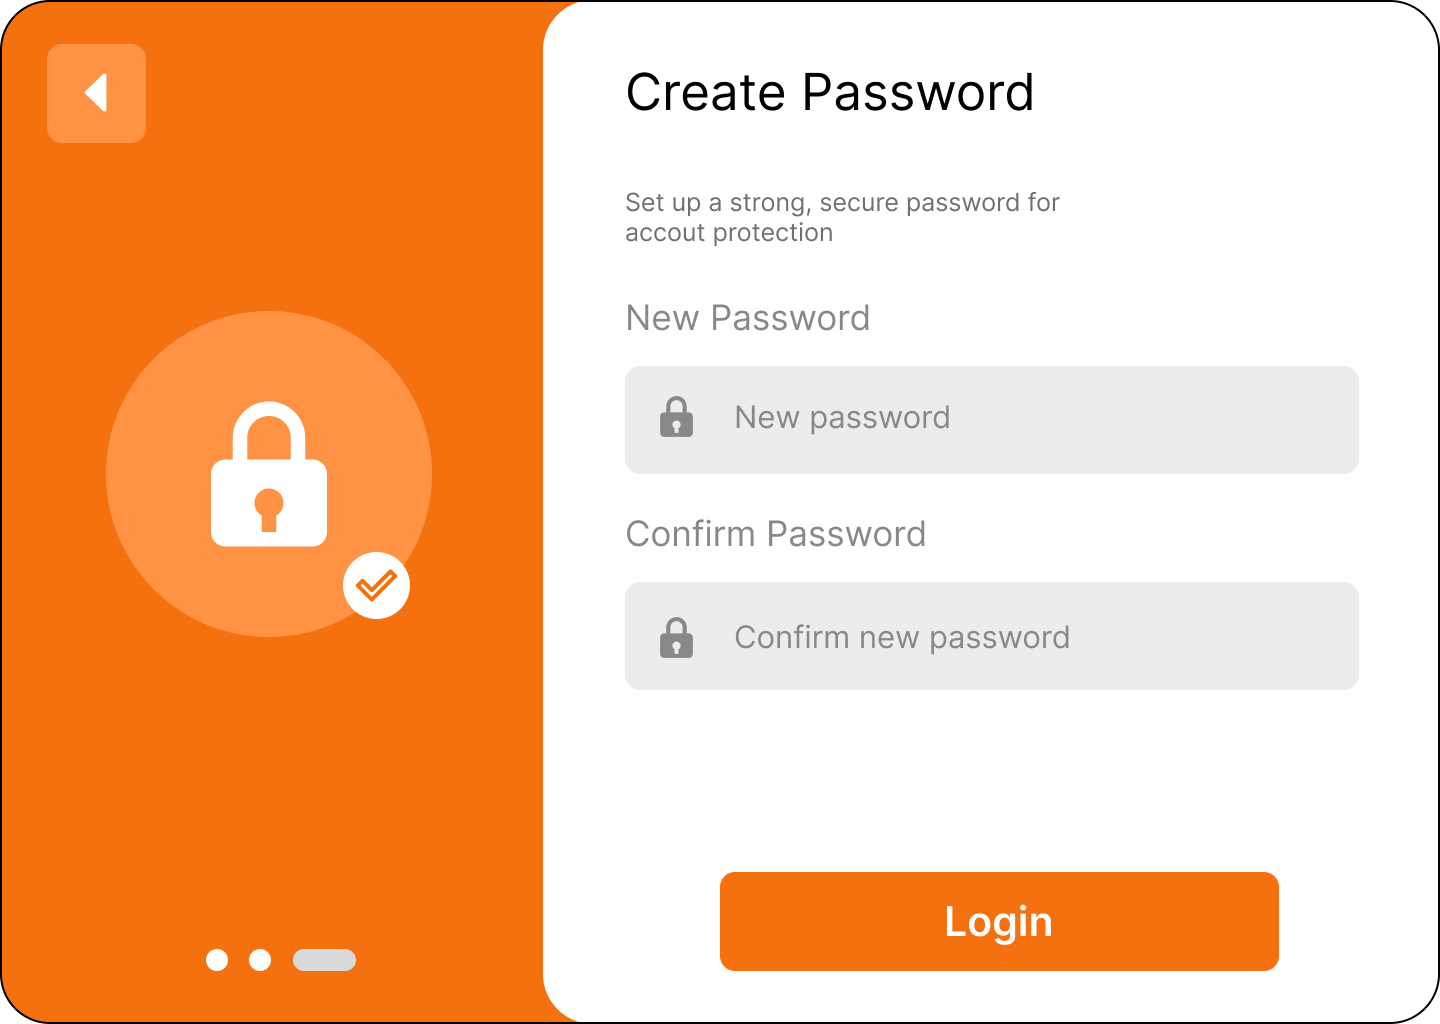 Create Password
Set up a strong, secure password for
accout protection
New Password
New password
Confirm Password
Confirm new password
Login